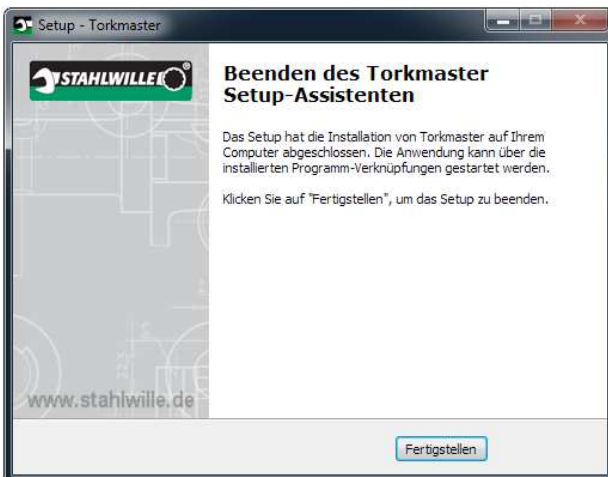 Setup - Torkmaster
STAHLWILLE®
Beenden des Torkmaster
Setup-Assistenten
Das Setup hat die Installation von Torkmaster auf Ihrem
Computer abgeschlossen. Die Anwendung kann über die
installierten Programm-Verknüpfungen gestartet werden.
Klicken Sie auf "Fertigstellen", um das Setup zu beenden.
www.stahlwille.de
Fertigstellen